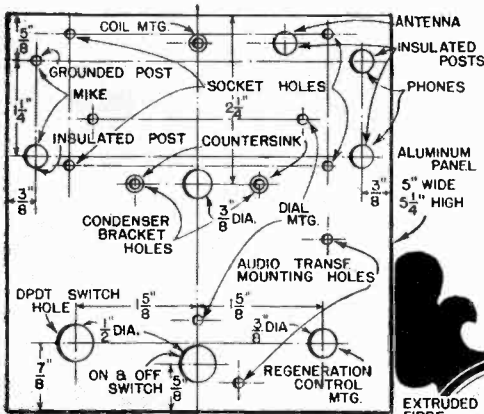 COIL MTG.
ANTENNA
5/8"
INSULATED
POSTS
GROUNDED POST
MIKE
SOCKET HOLES
PHONES
1 1/4"
2 1/4"
INSULATED POST
COUNTERSINK
ALUMINUM
PANEL
5" WIDE
5 1/4" HIGH
3/8"
3/8"
3/8" DIA.
CONDENSER
BRACKET
HOLES
DIAL
MTG.
AUDIO TRANSF.
MOUNTING HOLES
DPDT SWITCH
HOLE
1 5/8"
1 5/8"
1/2" DIA.
3/8" DIA
7/8"
ON & OFF
SWITCH
5/8"
REGENERATION
CONTROL
MTG.
EXTRUDED
FIBRE